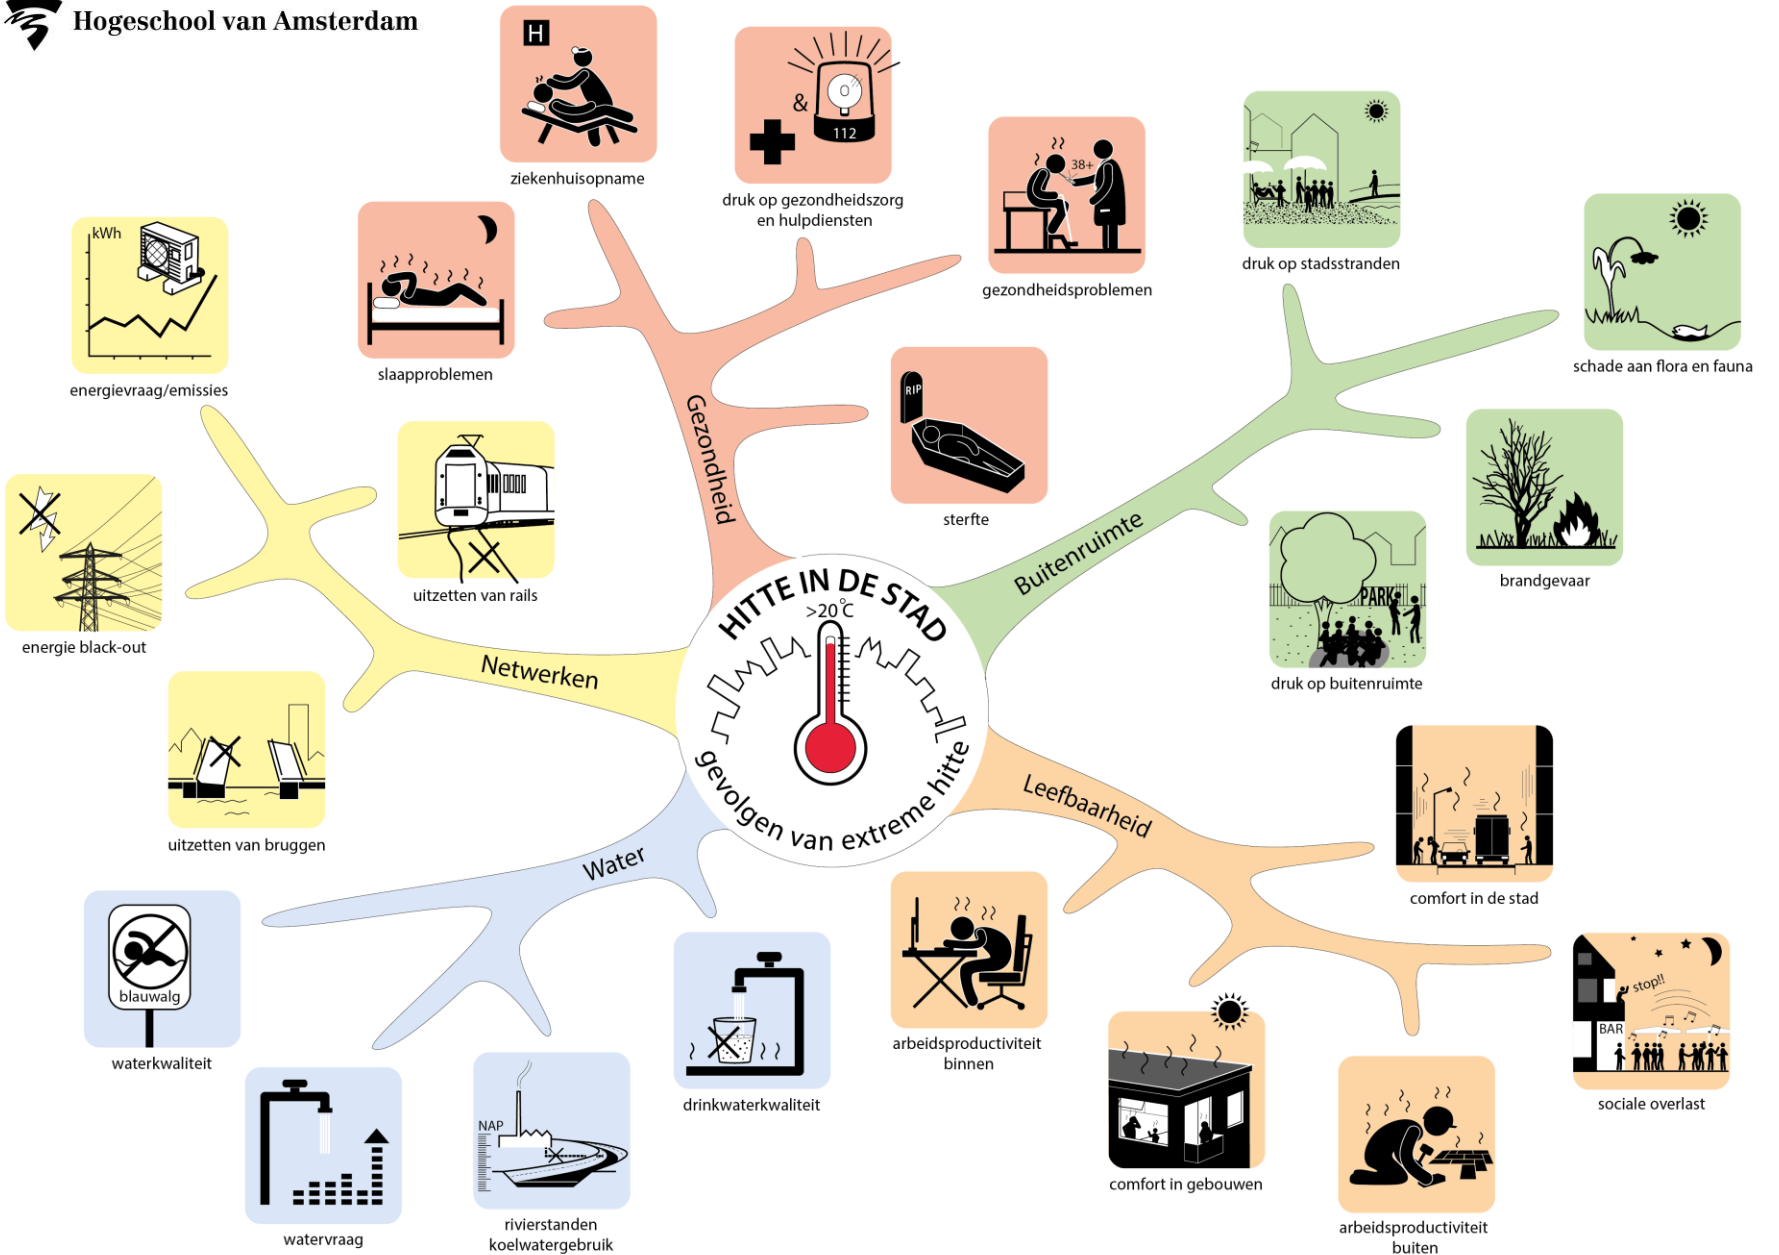 Hogeschool van Amsterdam
H
ziekenhuisopname
&
112
druk op gezondheidszorg
en hulpdiensten
38+
gezondheidsproblemen
druk op stadsstranden
schade aan flora en fauna
kWh
energievraag/emissies
slaapproblemen
RIP
sterfte
brandgevaar
energie black-out
uitzetten van rails
PARK
druk op buitenruimte
uitzetten van bruggen
Gezondheid
Buitenruimte
Netwerken
Water
Leefbaarheid
HITTE IN DE STAD
>20°C
gevolgen van extreme hitte
comfort in de stad
blauwalg
waterkwaliteit
watervraag
NAP
rivierstanden
koelwatergebruik
drinkwaterkwaliteit
arbeidsproductiviteit
binnen
comfort in gebouwen
arbeidsproductiviteit
buiten
stop!!
BAR
sociale overlast